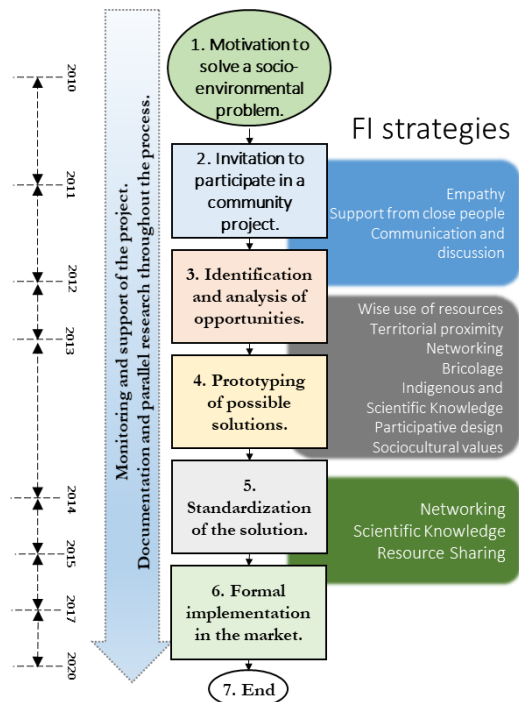 2010
2011
2012
2013
2014
2015
2017
2020
Monitoring and support of the project.
Documentation and parallel research throughout the process.
1. Motivation to
solve a socio-
environmental
problem.
2. Invitation to
participate in a
community
project.
3. Identification
and analysis of
opportunities.
4. Prototyping
of possible
solutions.
5.
Standardization
of the solution.
6. Formal
implementation
in the market.
7. End
FI strategies
Empathy
Support from close people
Communication and
discussion
Wise use of resources
Territorial proximity
Networking
Bricolage
Indigenous and
Scientific Knowledge
Participative design
Sociocultural values
Networking
Scientific Knowledge
Resource Sharing